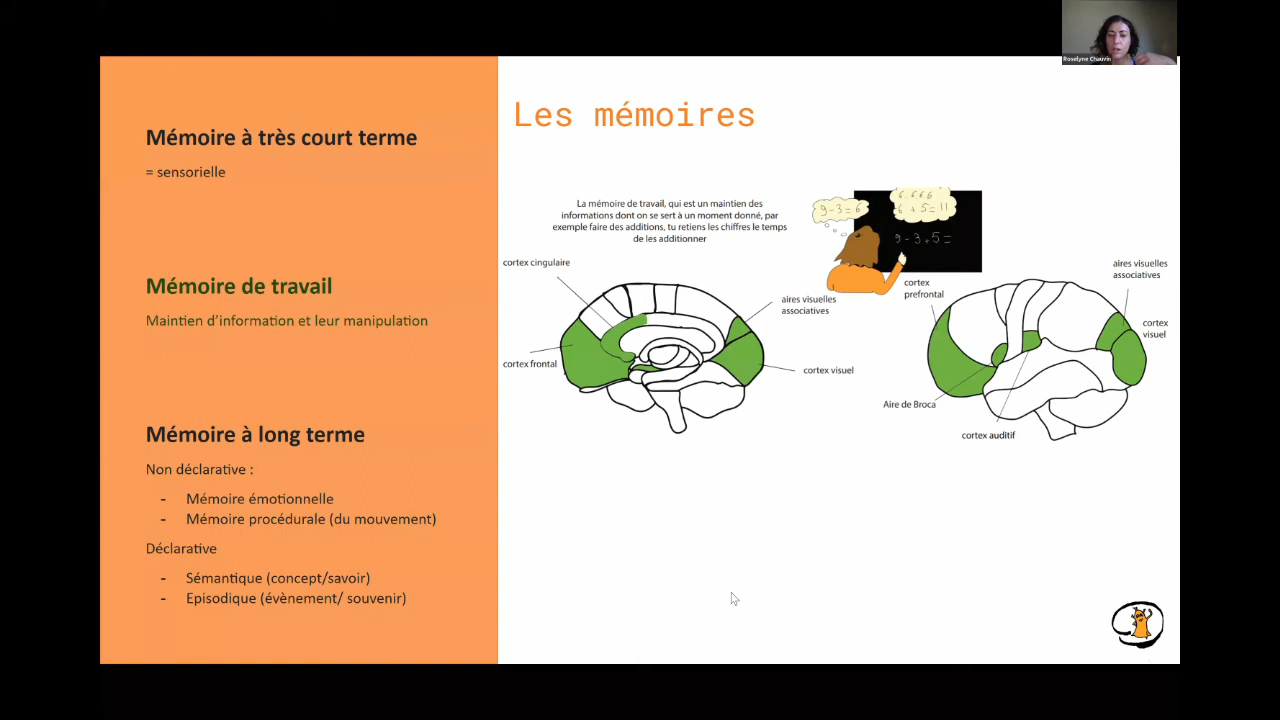 Roselyne Chauvin
Les mémoires
Mémoire à très court terme
= sensorielle
Mémoire de travail
Maintien d'information et leur manipulation
Mémoire à long terme
Non déclarative :
- Mémoire émotionnelle
- Mémoire procédurale (du mouvement)
Déclarative
- Sémantique (concept/savoir)
- Episodique (évènement/ souvenir)
La mémoire de travail, qui est un maintien des
informations dont on se sert à un moment donné, par
exemple faire des additions, tu retiens les chiffres le temps
de les additionner
9-3=6
6.6.6.6
6+5=11
9-3+5=
cortex cingulaire
aires visuelles
associatives
cortex frontal
cortex visuel
cortex
prefrontal
aires visuelles
associatives
cortex
visuel
Aire de Broca
cortex auditif